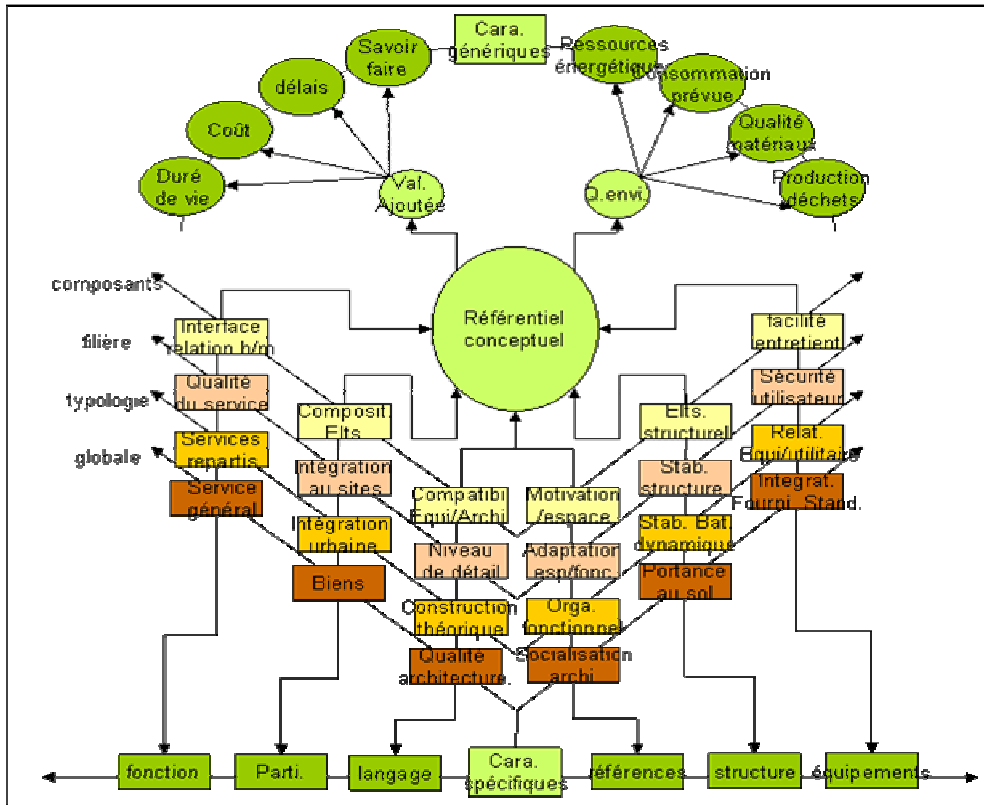 Cara.
génériques
Savoir
faire
Pessources
énergétique
délais
Consommation
prévue
Coût
Qualité
matériaux
Duré
de vie
Val.
Ajoutée
Q.envi.
Production
déchets
composants
Référentiel
conceptuel
Interface
relation h/m
facilité
entretient
filière
Qualité
du service
Sécurité
utilisateur
typologie
Composit.
Elts.
Elts.
structurel
Services
repartis
Relat.
Equi/utilitaire
globale
Intégration
au sites
Stab.
structure
Service
général
Integrat.
Fourni. Stand.
Compatibi
Equi/Archi
Motivation
/espace
Intégration
urbaine
Stab. Bat.
dynamique
Niveau
de détail
Adaptation
esp/fonc
Biens
Portance
au sol
Construction
théorique
Orga.
fonctionnel
Qualité
architecture.
Socialisation
archi
fonction
Parti.
langage
Cara.
spécifiques
références
structure
équipements